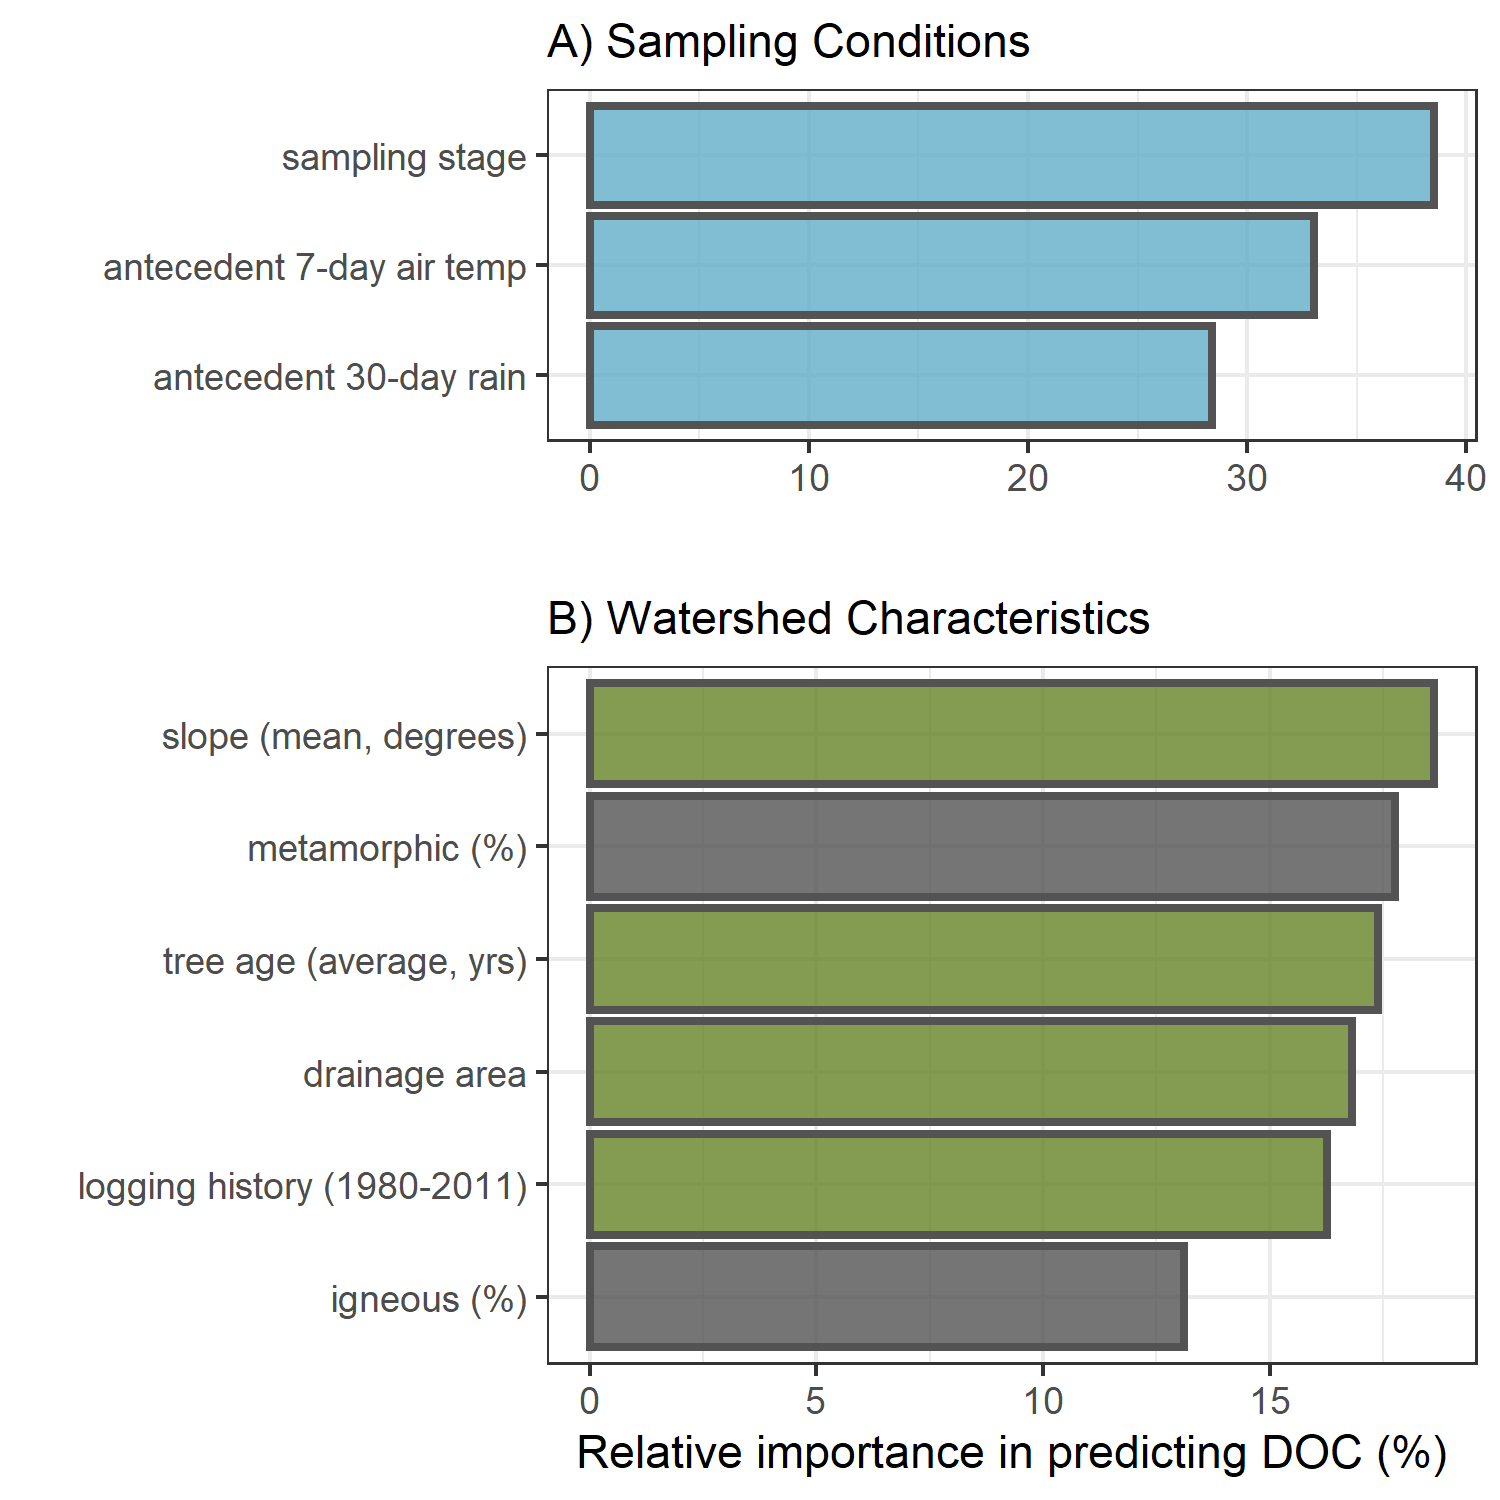 A) Sampling Conditions
sampling stage
antecedent 7-day air temp
antecedent 30-day rain
0 10 20 30 40
B) Watershed Characteristics
slope (mean, degrees)
metamorphic (%)
tree age (average, yrs)
drainage area
logging history (1980-2011)
igneous (%)
0 5 10 15
Relative importance in predicting DOC (%)